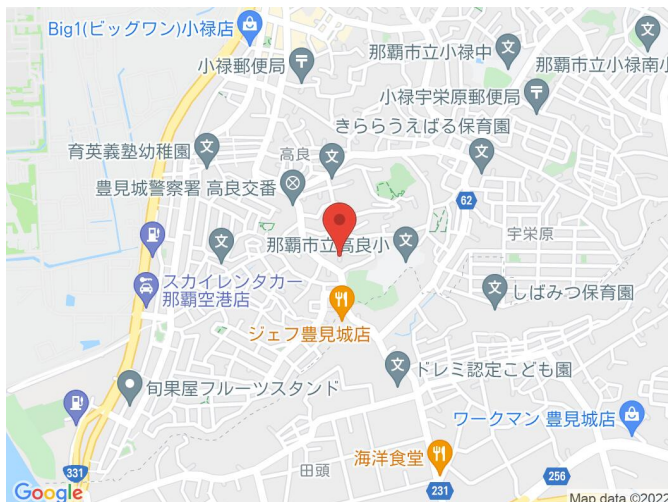 Big1(ビッグワン)小禄店
那覇市立小禄中
小禄郵便局
那覇市立小禄南小
小禄宇栄原郵便局
きららうえばる保育園
育英義塾幼稚園
高良
豊見城警察署 高良交番
62
那覇市立高良小
宇栄原
スカイレンタカー
那覇空港店
しばみつ保育園
ジェフ豊見城店
旬果屋フルーツスタンド
ドレミ認定こども園
ワークマン 豊見城店
海洋食堂
田頭
331
256
231
Google
Map data ©2022